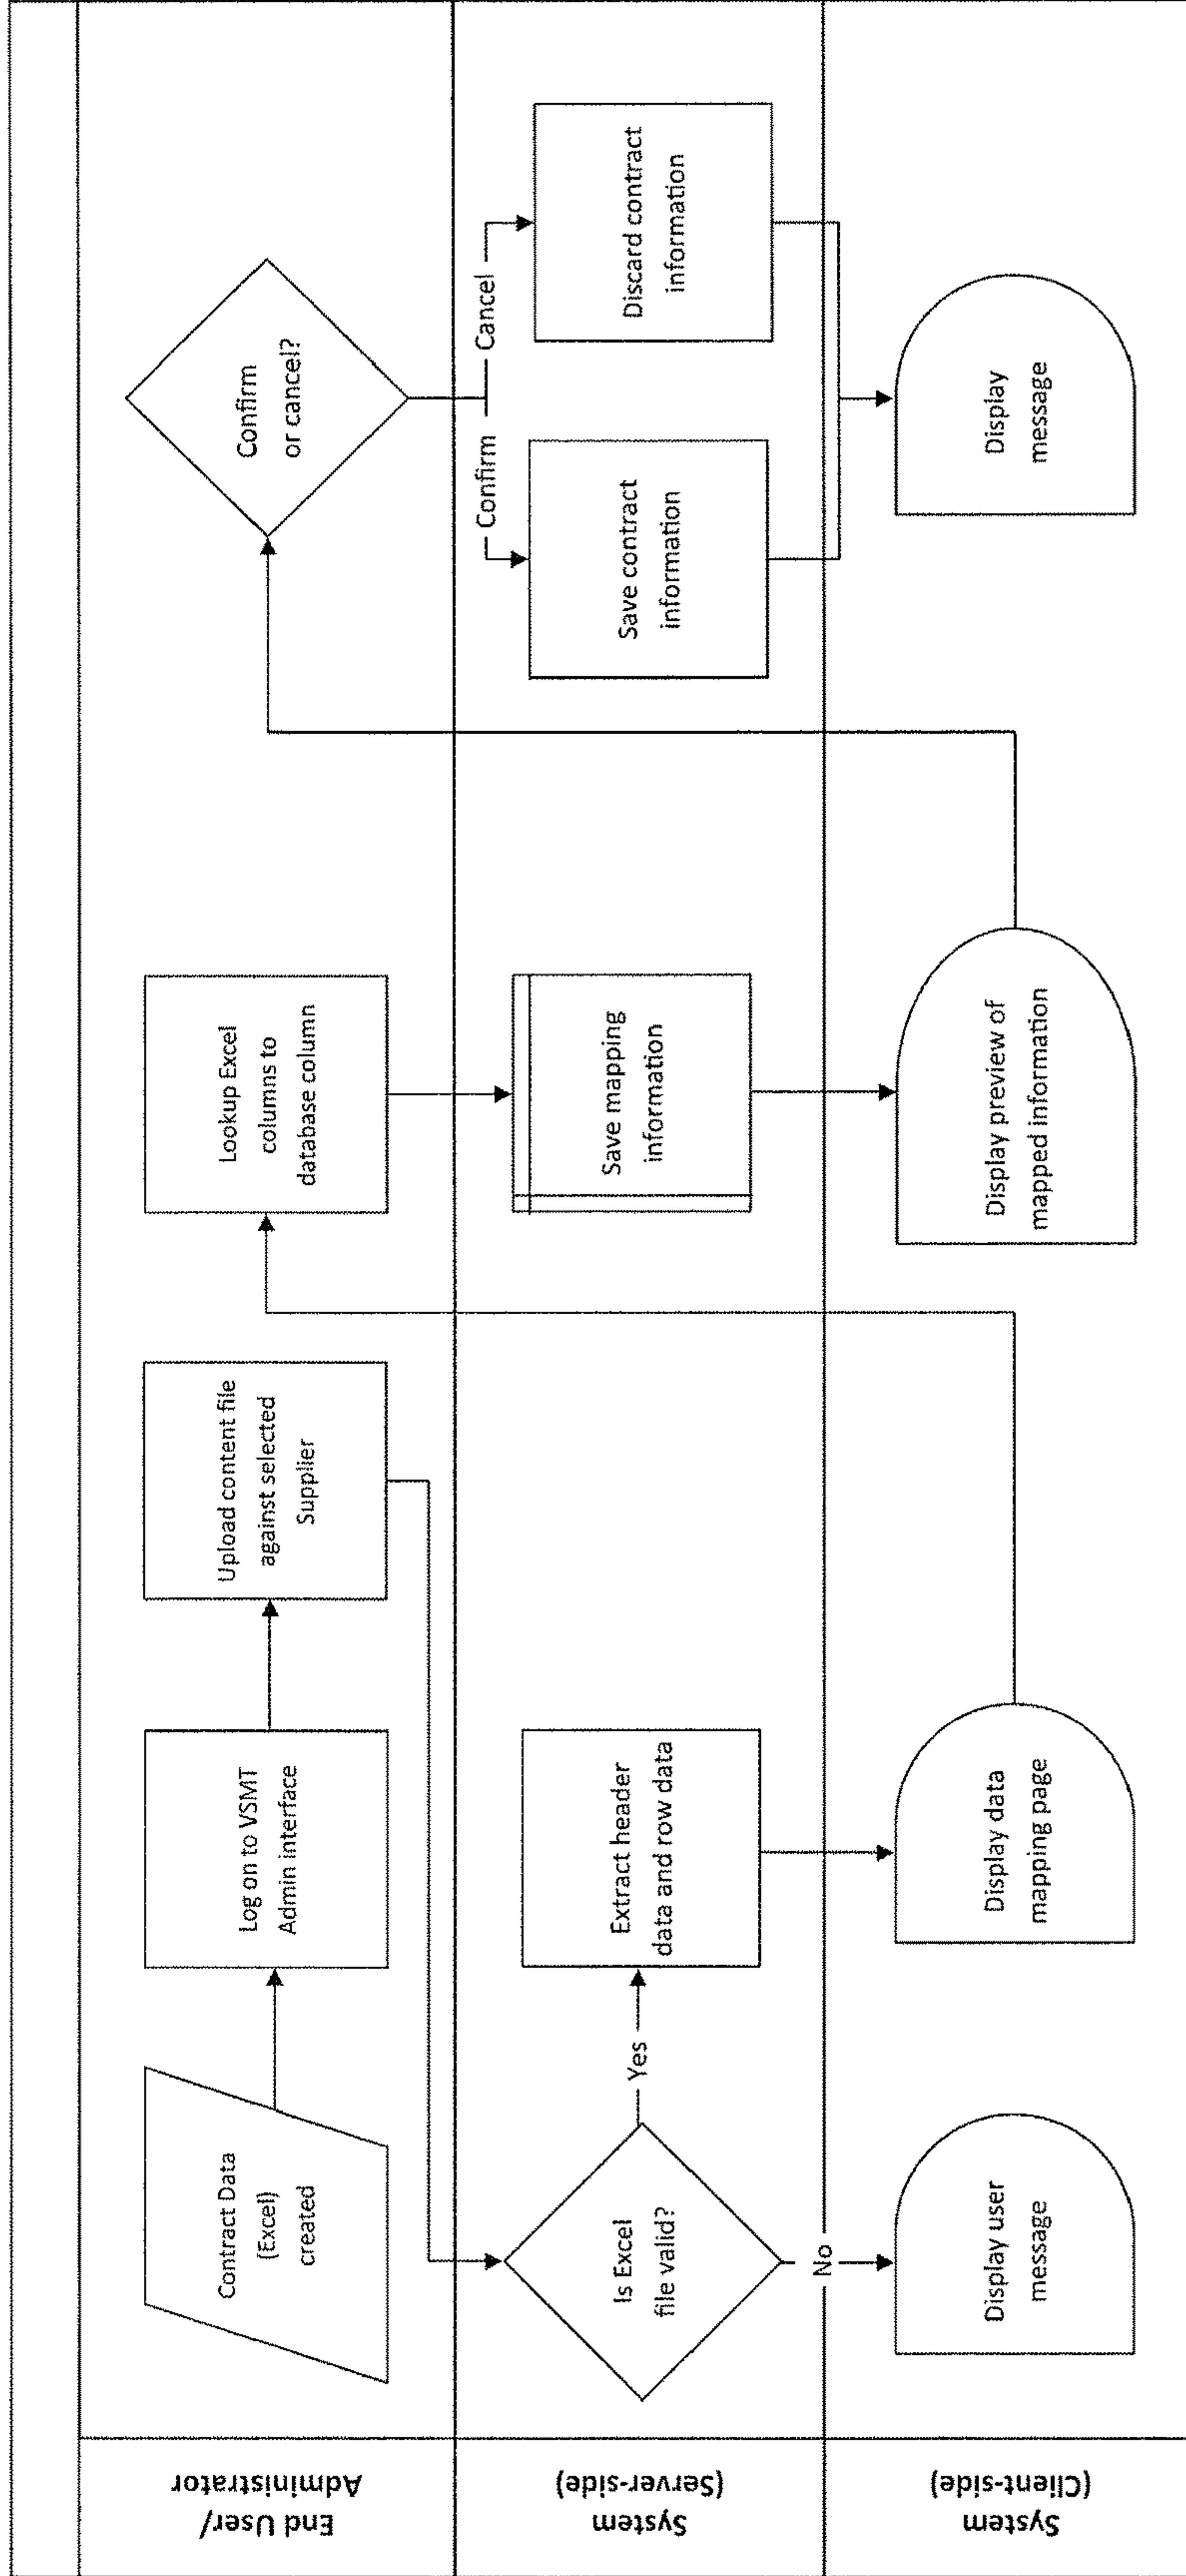 End User/
Administrator
Contract Data
(Excel)
created
Log on to VSMT
Admin interface
Upload content file
against selected
Supplier
Lookup Excel
columns to
database column
Confirm
or cancel?
System
(Server-side)
Is Excel
file valid?
Yes
No
Extract header
data and row data
Save mapping
information
Confirm
Cancel
Save contract
information
Discard contract
information
System
(Client-side)
Display user
message
Display data
mapping page
Display preview of
mapped information
Display
message